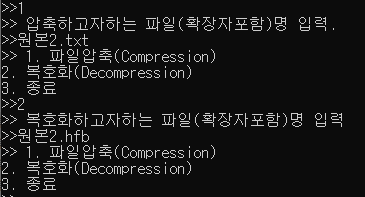 >>1
>> 압축하고자하는 파일(확장자포함)명 입력.
>>원본2.txt
>> 1. 파일압축(Compression)
2. 복호화(Decompression)
3. 종료
>>2
>> 복호화하고자하는 파일(확장자포함)명 입력
>>원본2.hfb
>> 1. 파일압축(Compression)
2. 복호화(Decompression)
3. 종료